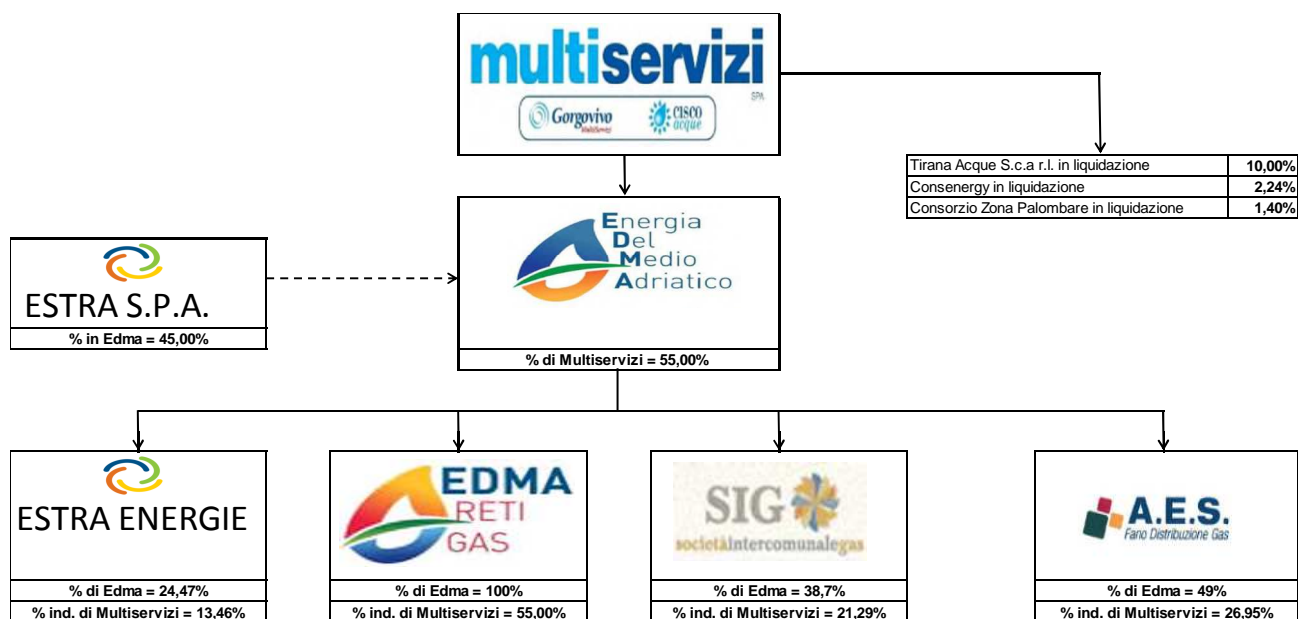 multiservizi
SPA
Gorgovivo
MultiServizi
CISCO
acque
Tirana Acque S.c.a r.l. in liquidazione 10,00%
Consenergy in liquidazione 2,24%
Consorzio Zona Palombare in liquidazione 1,40%
Energia
Del
Medio
Adriatico
% di Multiservizi = 55,00%
ESTRA S.P.A.
% in Edma = 45,00%
ESTRA ENERGIE
% di Edma = 24,47%
% ind. di Multiservizi = 13,46%
EDMA
RETI
GAS
% di Edma = 100%
% ind. di Multiservizi = 55,00%
SIG
societàintercomunalegas
% di Edma = 38,7%
% ind. di Multiservizi = 21,29%
A.E.S.
Fano Distribuzione Gas
% di Edma = 49%
% ind. di Multiservizi = 26,95%